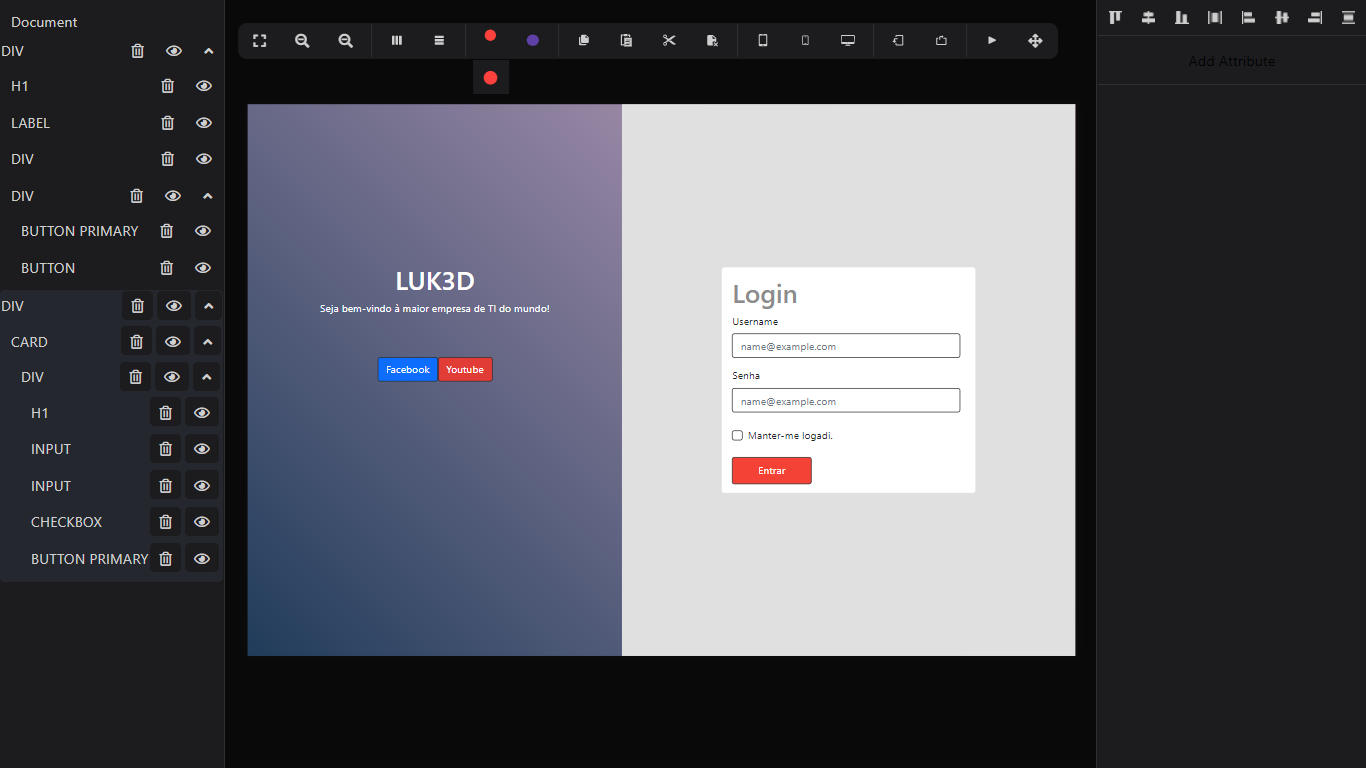 Document
DIV
H1
LABEL
DIV
DIV
BUTTON PRIMARY
BUTTON
DIV
CARD
DIV
H1
INPUT
INPUT
CHECKBOX
BUTTON PRIMARY
LUK3D
Seja bem-vindo à maior empresa de TI do mundo!
Facebook Youtube
Login
Username
name@example.com
Senha
name@example.com
Manter-me logadi.
Entrar
Add Attribute